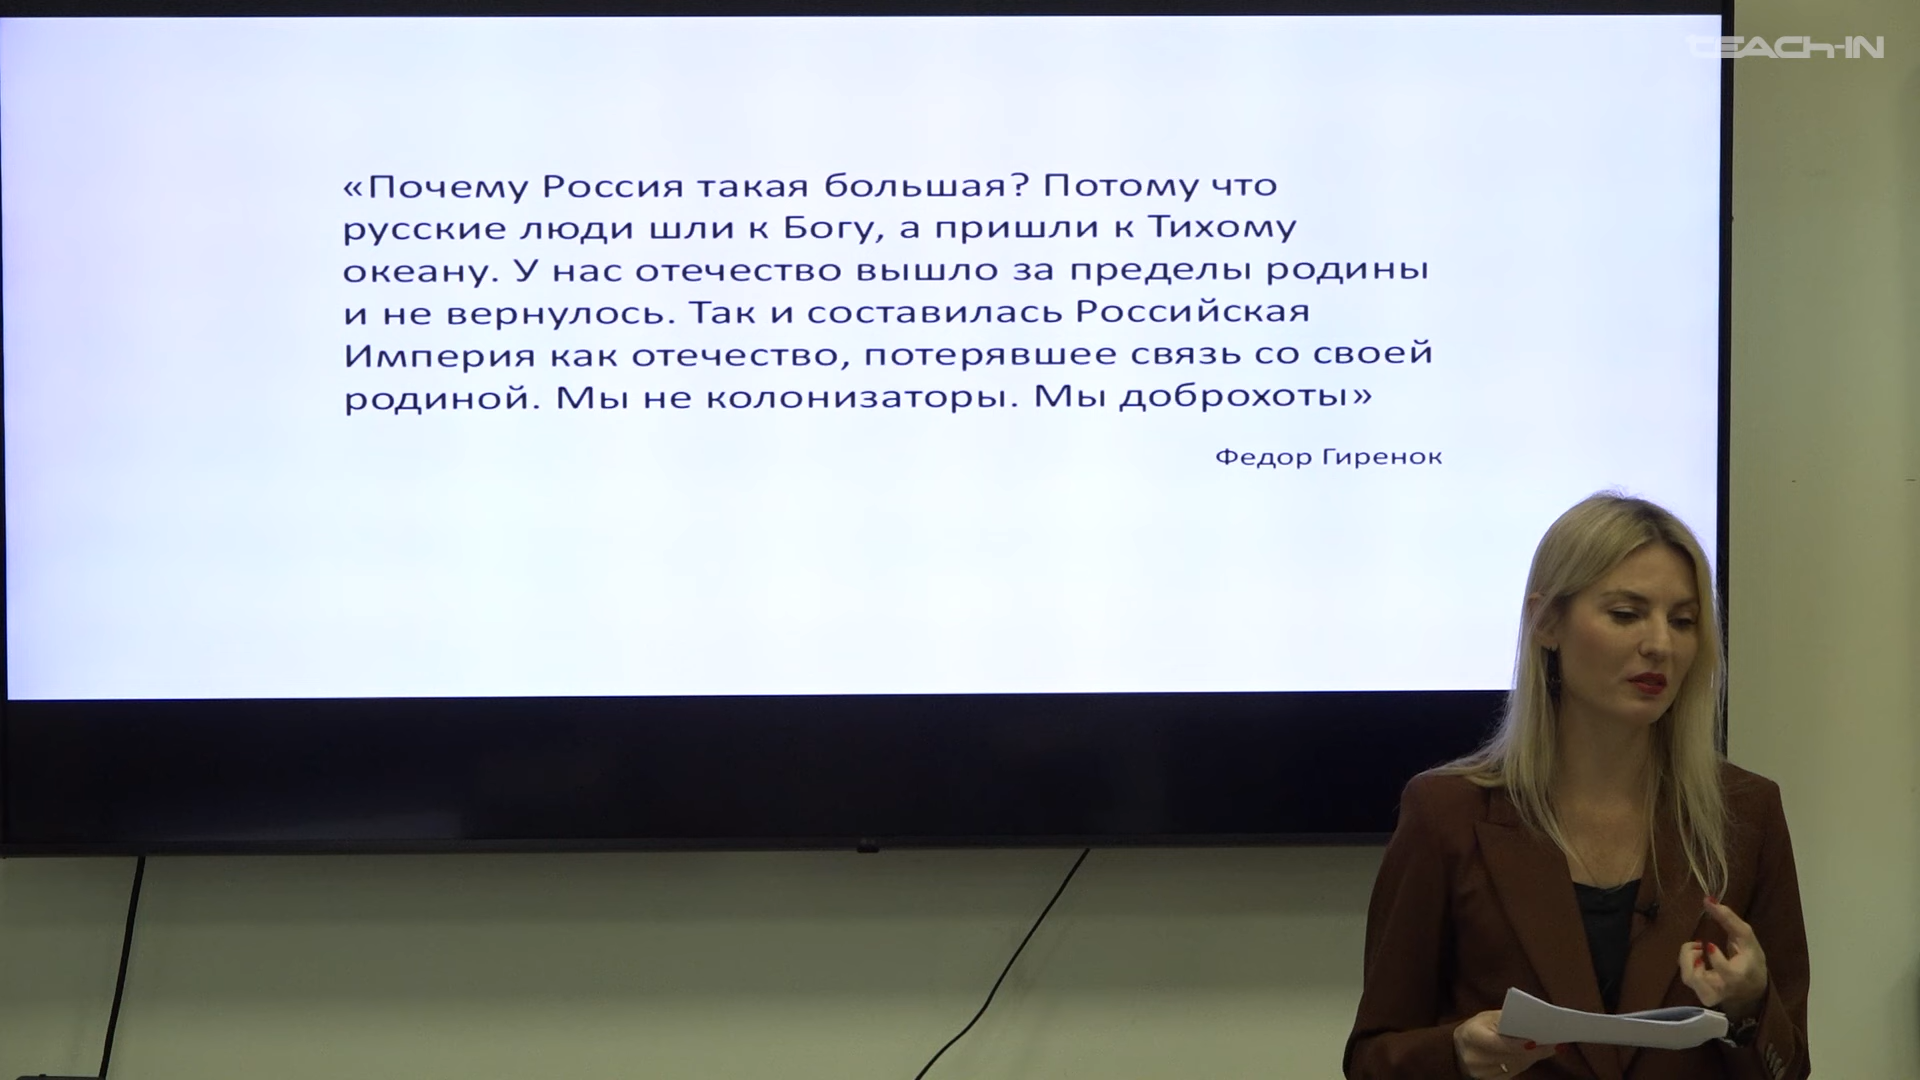 teach-in
«Почему Россия такая большая? Потому что
русские люди шли к Богу, а пришли к Тихому
океану. У нас отечество вышло за пределы родины
и не вернулось. Так и составилась Российская
Империя как отечество, потерявшее связь со своей
родиной. Мы не колонизаторы. Мы доброхоты»
Федор Гиренок